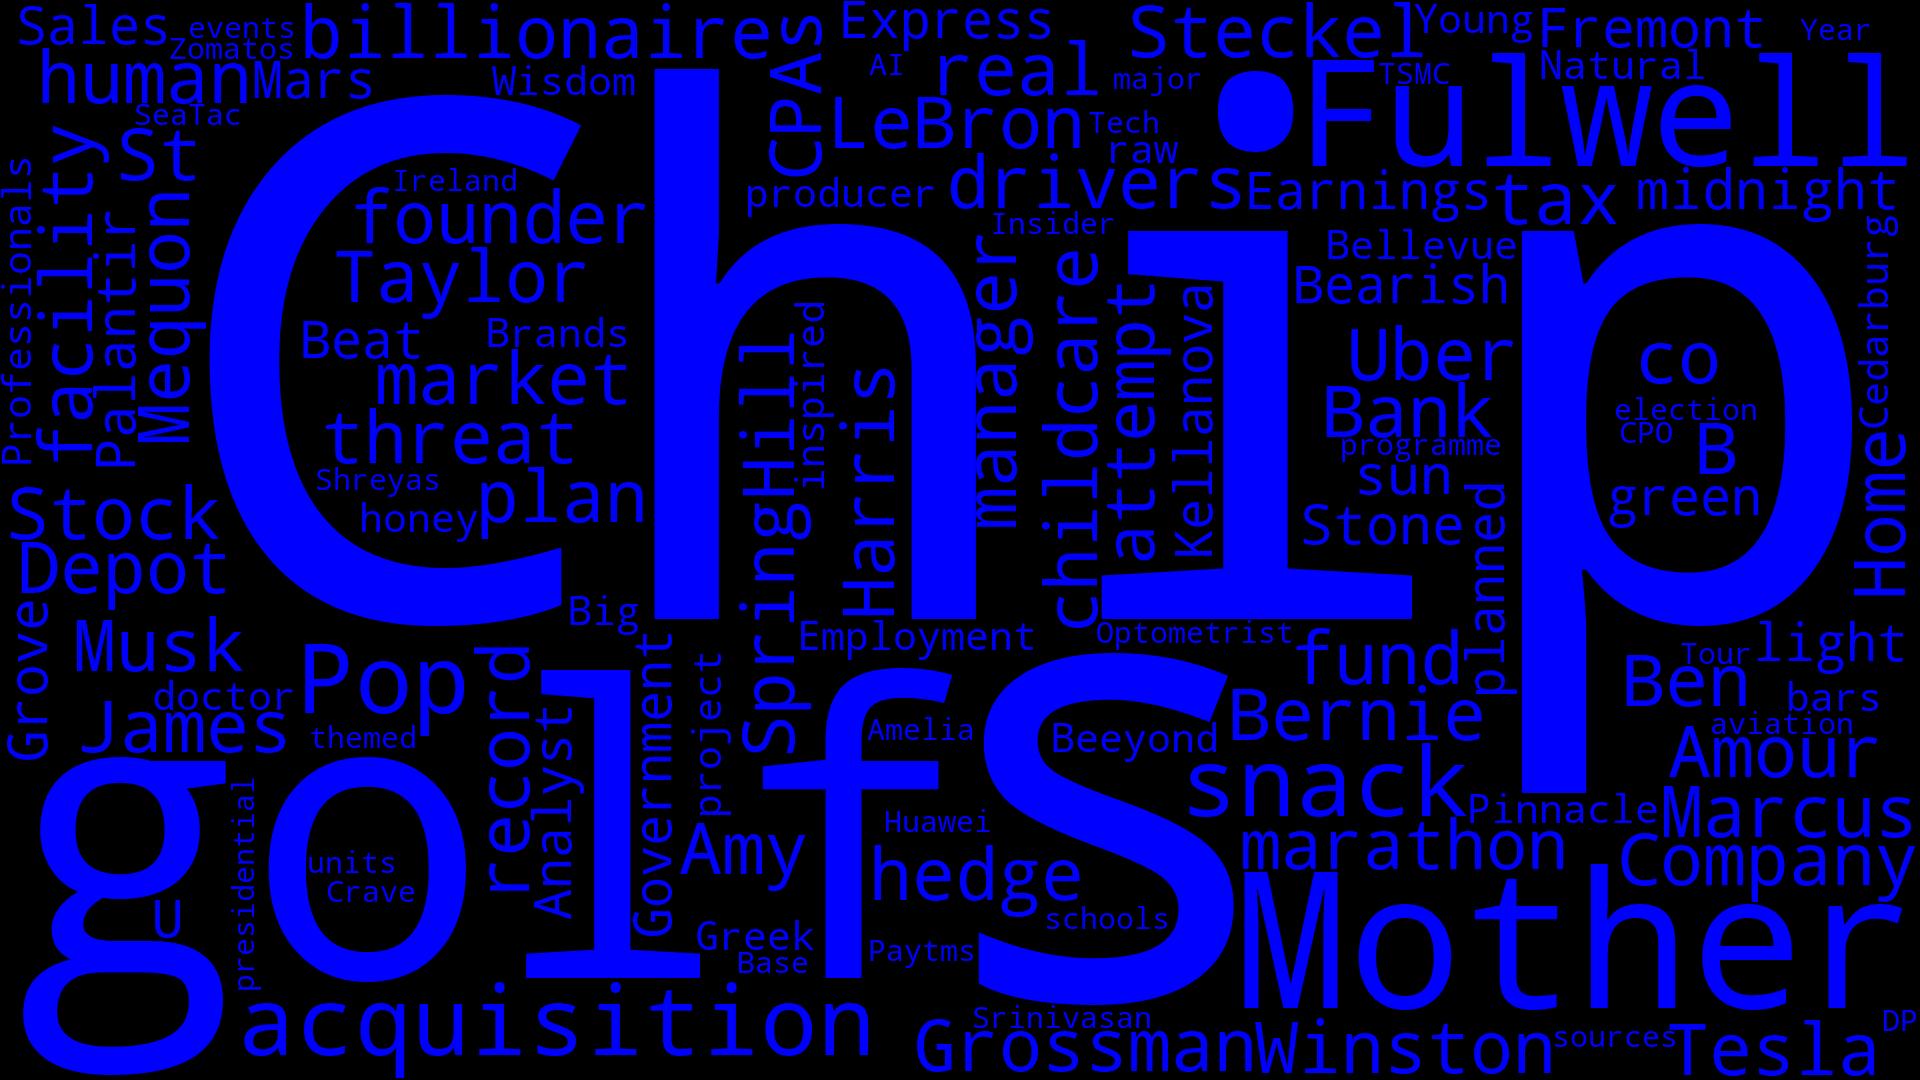 Sales
events
Zomatos
billionaires
CPAs
Express
Steckel
Young
Fremont
Year
human
Mars
Wisdom
AI
real
major
TSMC
Natural
SeaTac
LeBron
Tech
raw
Fulwell
Professionals
facility
St
Palantir
Mequon
Ireland
founder
producer
drivers
Earnings
tax
midnight
Taylor
Insider
Bellevue
Bearish
Cedarburg
Chip
Beat
Brands
market
threat
Shreyas
honey
plan
SpringHill
inspired
Harris
manager
childcare
attempt
Kellanova
Uber
Bank
programme
sun
Stone
planned
co
election
CPO
B
green
Home
Stock
Depot
Grove
Big
Employment
Optometrist
fund
Tour
light
Musk
doctor
James
Pop
themed
record
Analyst
Government
project
Amelia
Beeyond
Bernie
Ben
bars
aviation
Amour
golfs
S
snack
Pinnacle
Marcus
presidential
units
Crave
U
Amy
Huawei
hedge
schools
marathon
Company
Greek
Base
Paytms
Mother
acquisition
Srinivasan
Grossman
Winston
sources
Tesla
DP